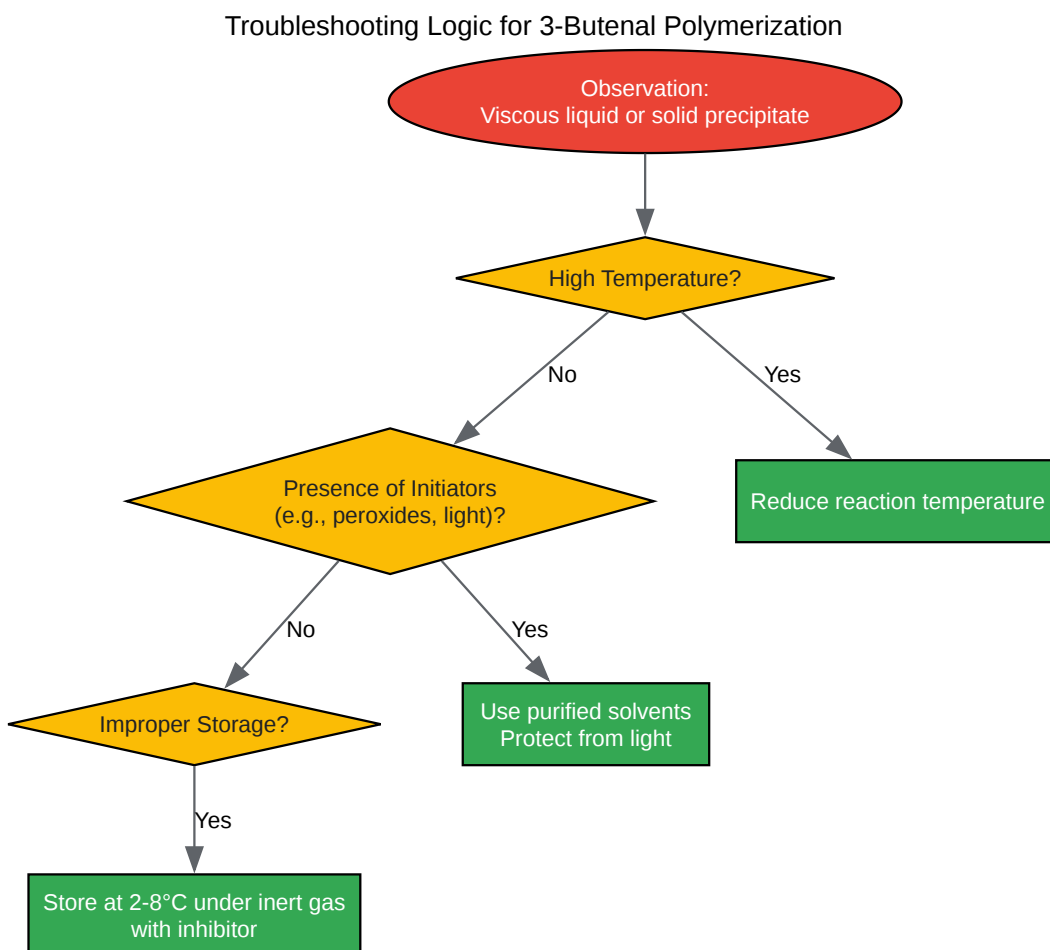 Troubleshooting Logic for 3-Butenal Polymerization
Observation:
Viscous liquid or solid precipitate
High Temperature?
No
Yes
Presence of Initiators
(e.g., peroxides, light)?
Reduce reaction temperature
No
Yes
Improper Storage?
Use purified solvents
Protect from light
Yes
Store at 2-8°C under inert gas
with inhibitor